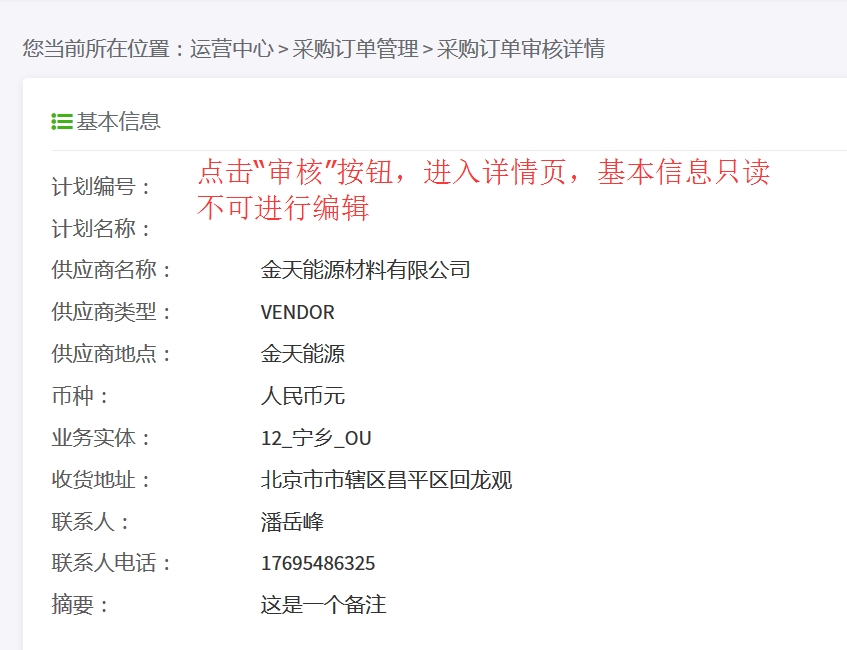 您当前所在位置：运营中心 > 采购订单管理 > 采购订单审核详情
基本信息
点击“审核”按钮，进入详情页，基本信息只读
不可进行编辑
计划编号：
计划名称：
供应商名称： 金天能源材料有限公司
供应商类型： VENDOR
供应商地点： 金天能源
币种： 人民币元
业务实体： 12_宁乡_OU
收货地址： 北京市市辖区昌平区回龙观
联系人： 潘岳峰
联系人电话： 17695486325
摘要： 这是一个备注